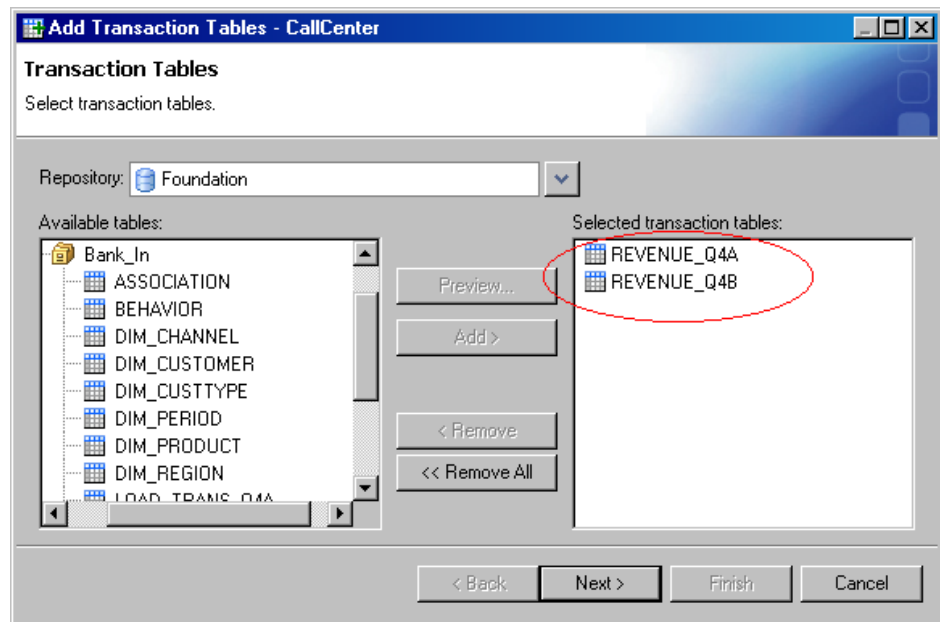 Add Transaction Tables - CallCenter
Transaction Tables
Select transaction tables.
Repository: Foundation
Available tables:
Bank_In
ASSOCIATION
BEHAVIOR
DIM_CHANNEL
DIM_CUSTOMER
DIM_CUSTTYPE
DIM_PERIOD
DIM_PRODUCT
DIM_REGION
LOAD_TRANS_Q4A
Preview...
Add >
< Remove
<< Remove All
Selected transaction tables:
REVENUE_Q4A
REVENUE_Q4B
< Back
Next >
Finish
Cancel